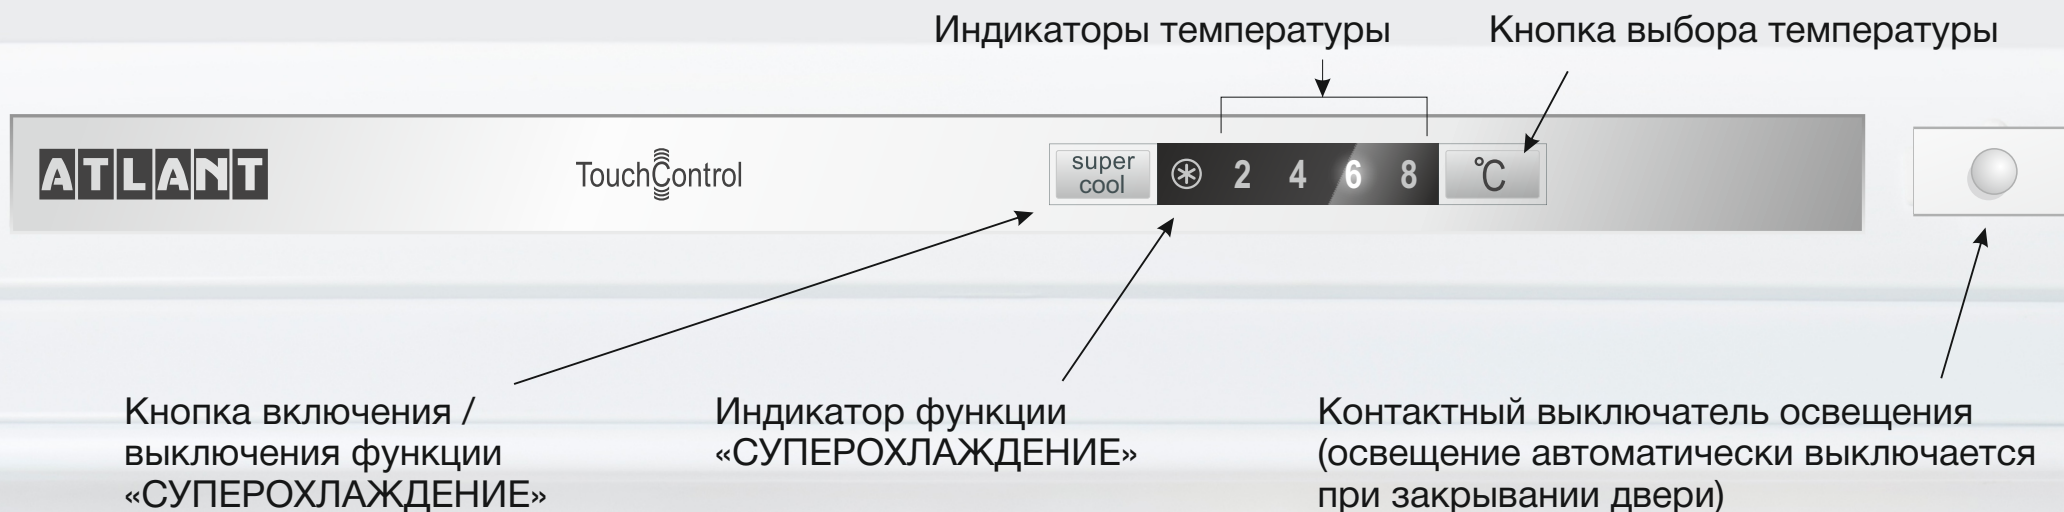 Индикаторы температуры
Кнопка выбора температуры
ATLANT
TouchControl
super
cool
2 4 6 8
°C
Кнопка включения /
выключения функции
«СУПЕРОХЛАЖДЕНИЕ»
Индикатор функции
«СУПЕРОХЛАЖДЕНИЕ»
Контактный выключатель освещения
(освещение автоматически выключается
при закрывании двери)